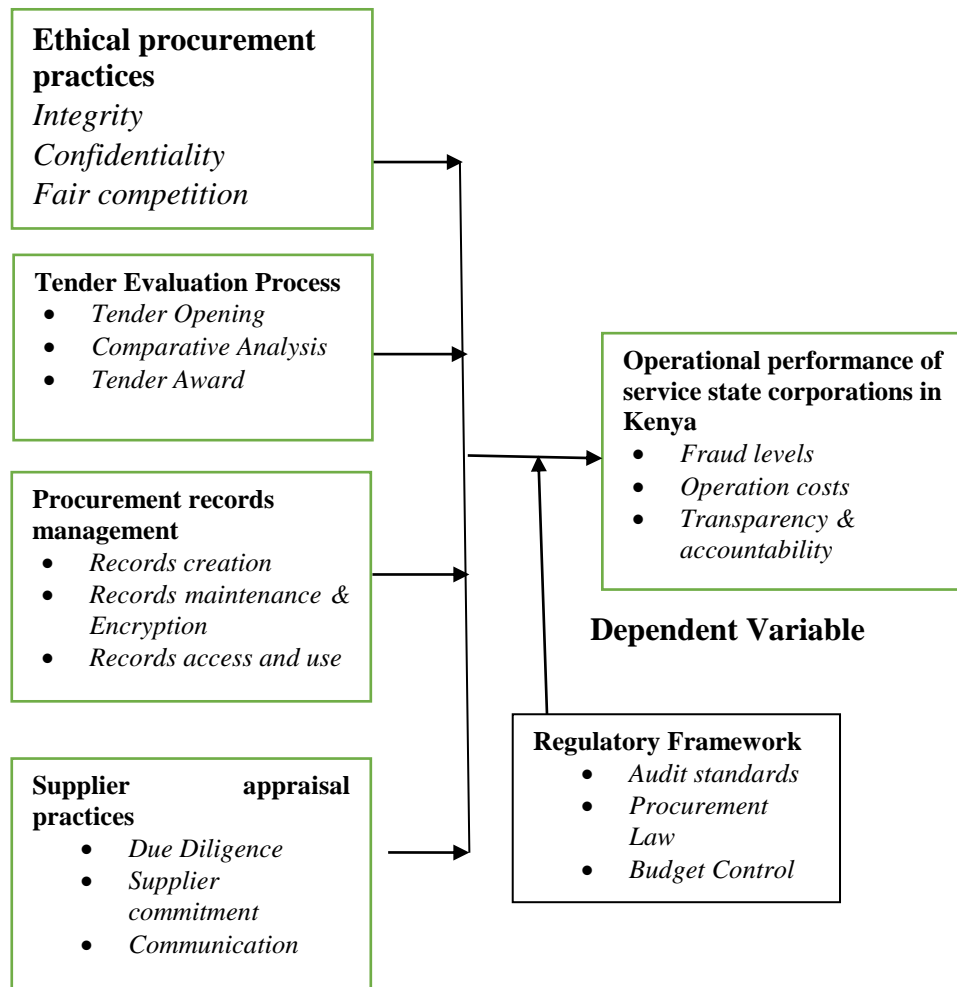 Ethical procurement
practices
Integrity
Confidentiality
Fair competition
Tender Evaluation Process
• Tender Opening
• Comparative Analysis
• Tender Award
Procurement records
management
• Records creation
• Records maintenance &
Encryption
• Records access and use
Supplier appraisal
practices
• Due Diligence
• Supplier
commitment
• Communication
Operational performance of
service state corporations in
Kenya
• Fraud levels
• Operation costs
• Transparency &
accountability
Dependent Variable
Regulatory Framework
• Audit standards
• Procurement
Law
• Budget Control